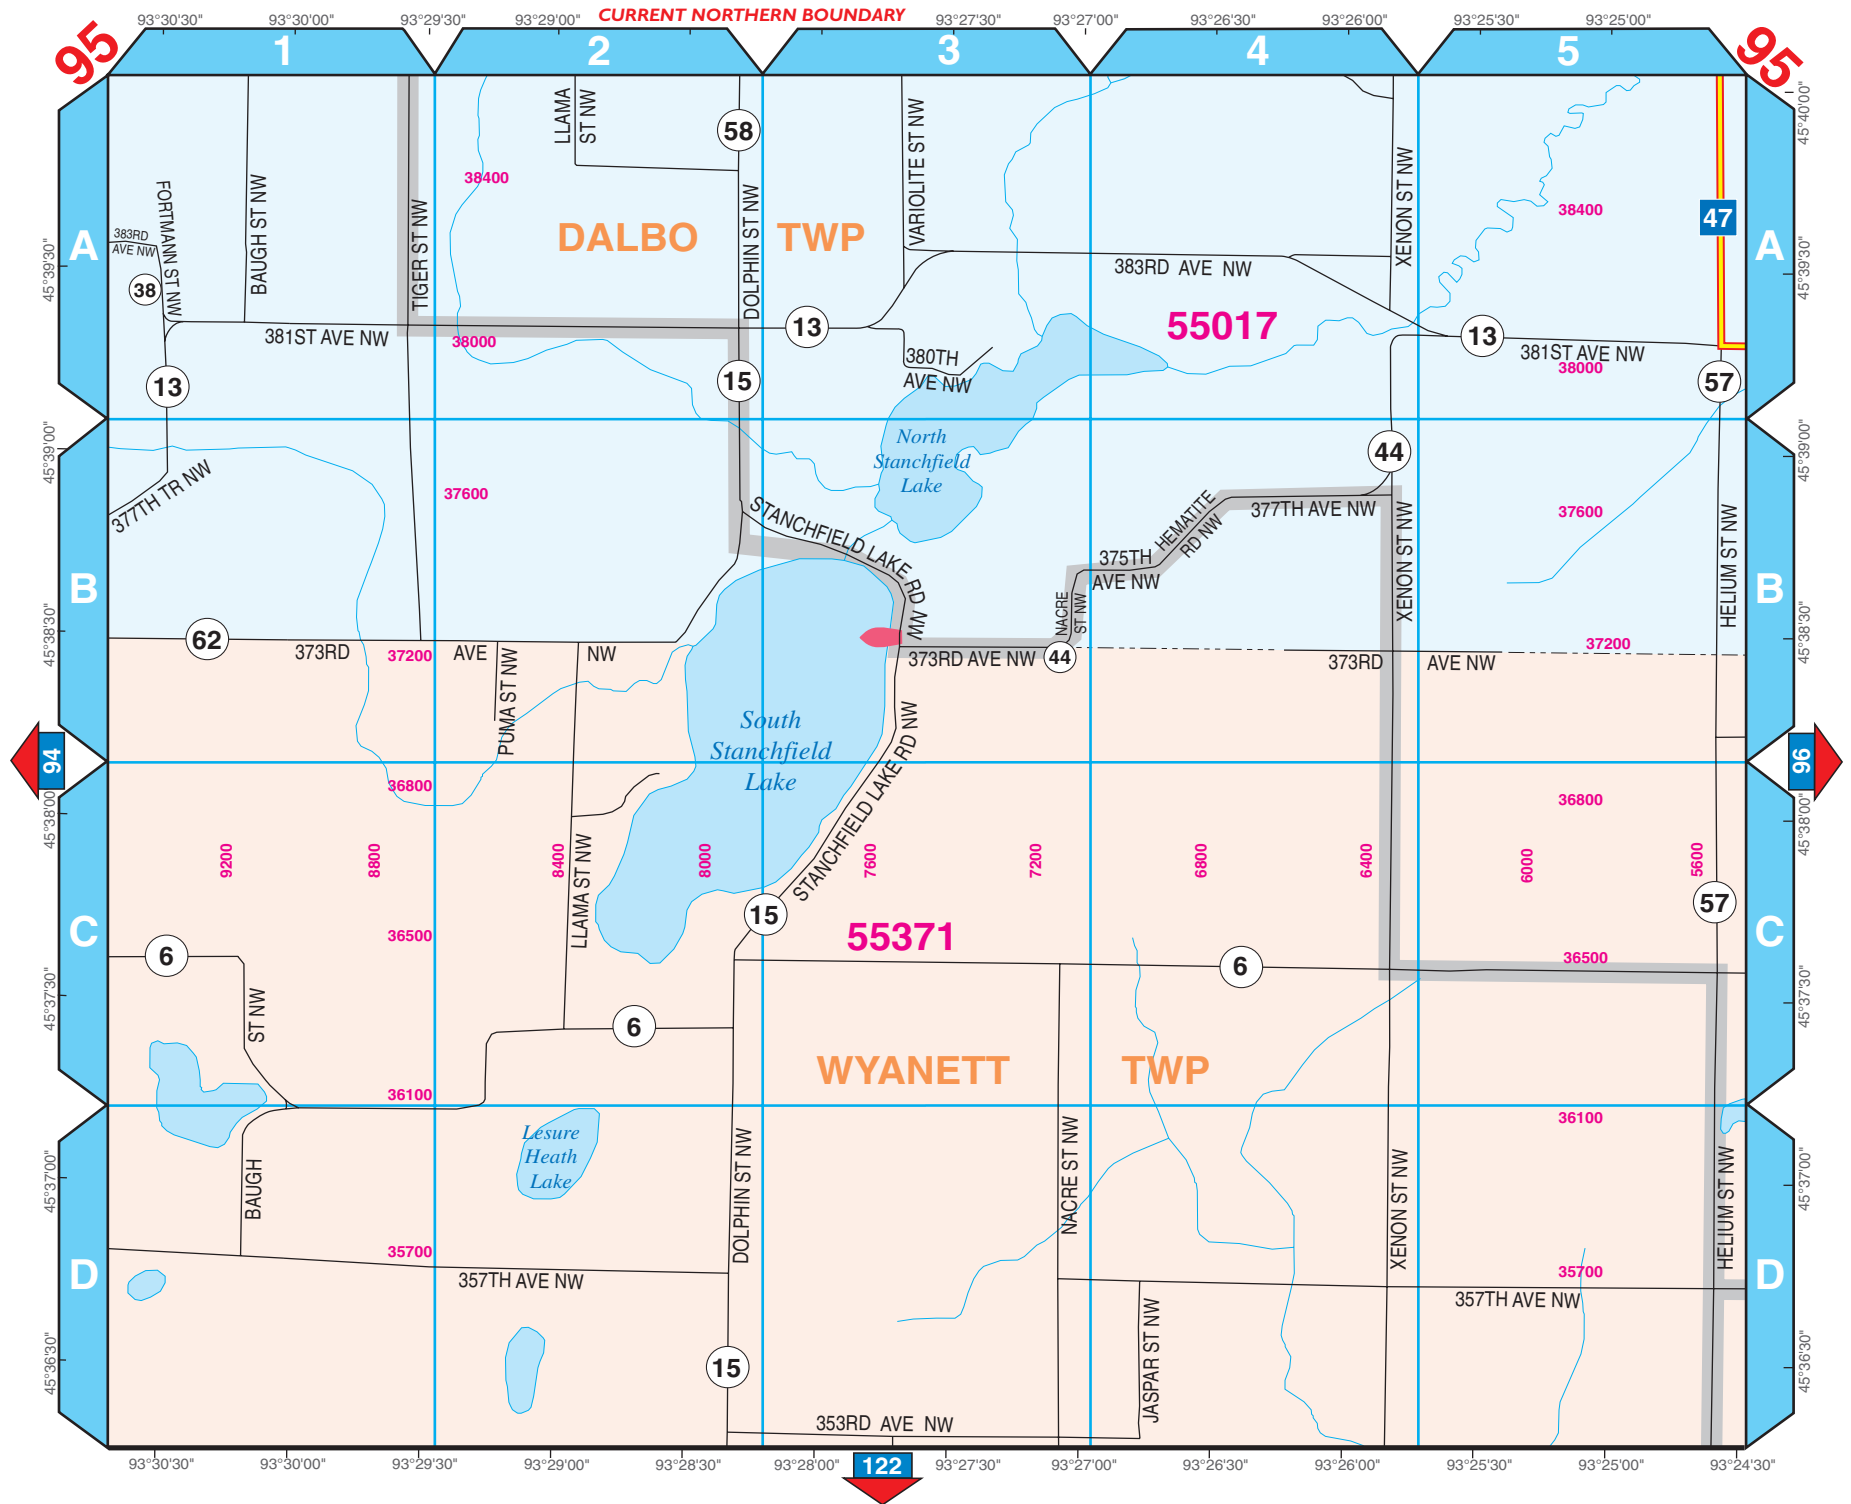 CURRENT NORTHERN BOUNDARY
93°30'30" 93°30'00" 93°29'30" 93°29'00" 93°27'30" 93°27'00" 93°26'30" 93°26'00" 93°25'30" 93°25'00"
95 1 2 3 4 5 95
A
B
C
D
A
B
C
D
45°39'30"
45°39'00"
45°38'30"
45°38'00"
45°37'30"
45°37'00"
45°36'30"
45°40'00"
45°39'30"
45°39'00"
45°38'30"
45°38'00"
45°37'30"
45°37'00"
45°36'30"
94
96
LLAMA
ST NW
58
VARIOLITE ST NW
XENON ST NW
47
38400
38400
FORTMANN ST NW
BAUGH ST NW
TIGER ST NW
DOLPHIN ST NW
383RD
AVE NW
38
DALBO TWP
383RD AVE NW
55017
381ST AVE NW
38000
13
13
381ST AVE NW
38000
380TH
AVE NW
13
15
57
North
Stanchfield
Lake
44
377TH TR NW
37600
STANCHFIELD LAKE RD NW
HEMATITE
RD NW
377TH AVE NW
37600
375TH
AVE NW
NACRE
ST NW
XENON ST NW
HELIUM ST NW
62
373RD AVE NW
37200
373RD AVE NW
44
373RD AVE NW
37200
PUMA ST NW
South
Stanchfield
Lake
STANCHFIELD LAKE RD NW
36800
36800
9200
8800
8400
8000
7600
7200
6800
6400
6000
5600
LLAMA ST NW
15
57
36500
55371
36500
6
6
6
ST NW
WYANETT TWP
36100
36100
Lesure
Heath
Lake
BAUGH
DOLPHIN ST NW
NACRE ST NW
XENON ST NW
HELIUM ST NW
35700
357TH AVE NW
35700
357TH AVE NW
JASPAR ST NW
15
353RD AVE NW
93°30'30" 93°30'00" 93°29'30" 93°29'00" 93°28'30" 93°28'00" 93°27'30" 93°27'00" 93°26'30" 93°26'00" 93°25'30" 93°25'00" 93°24'30"
122